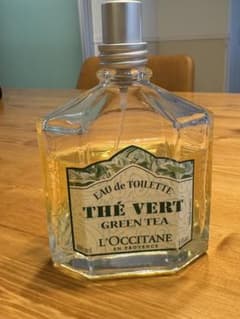 EAU de TOILETTE
THÉ VERT
GREEN TEA
L'OCCITANE
EN PROVENCE